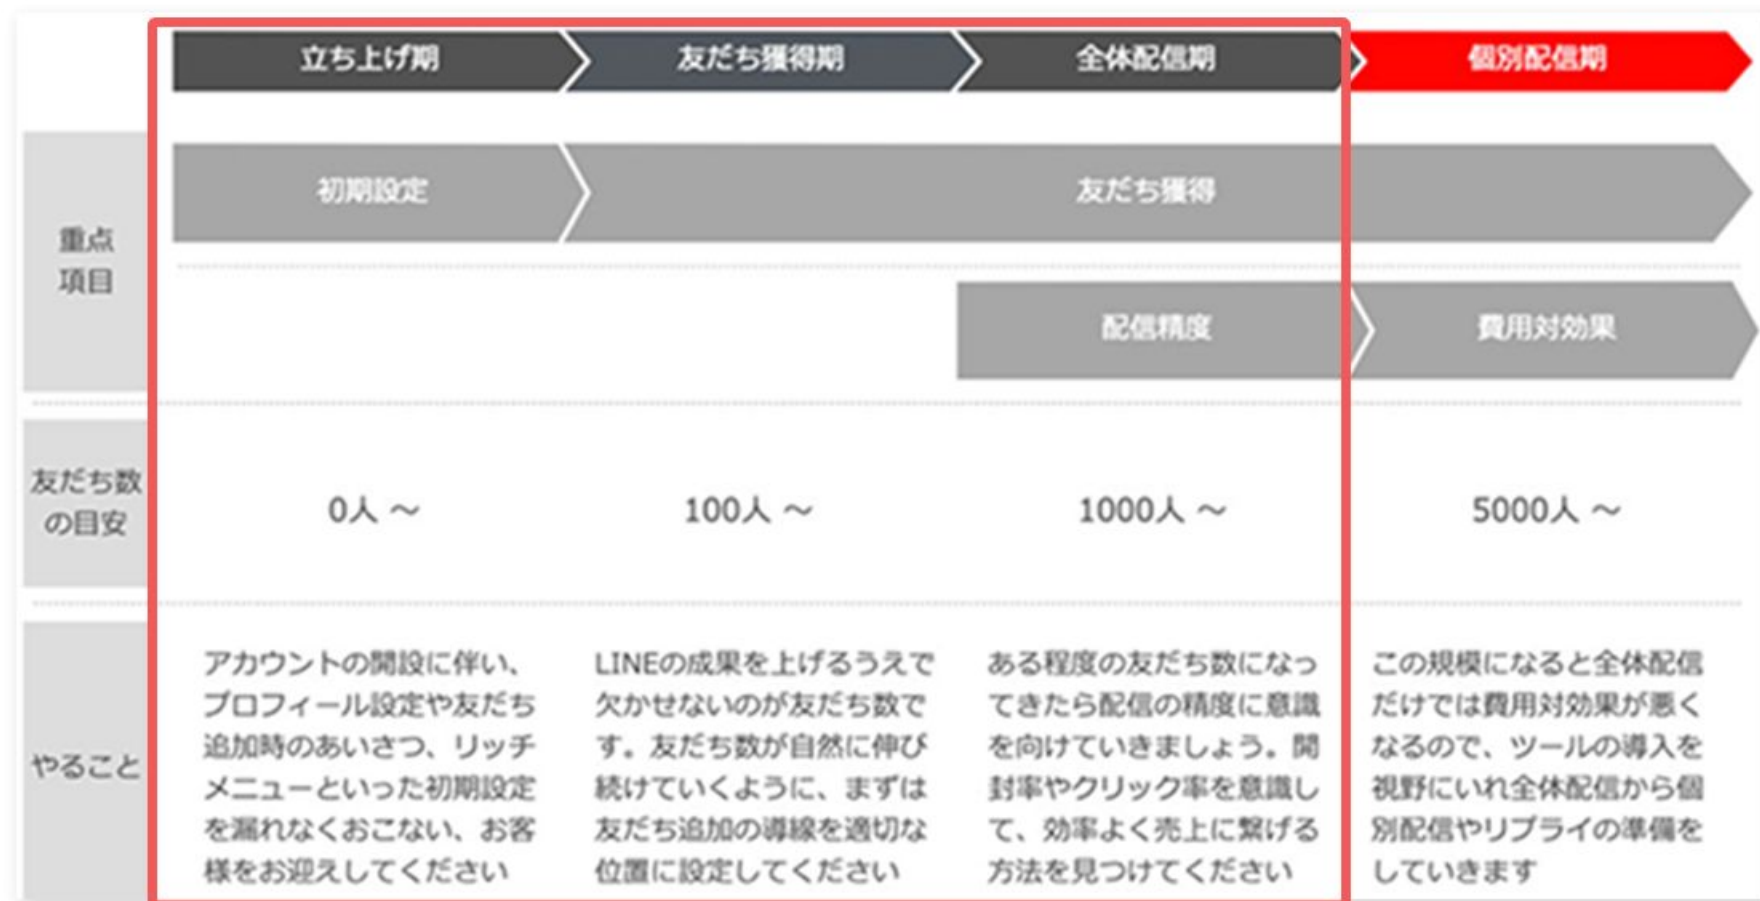 立ち上げ期
友だち獲得期
全体配信期
個別配信期
重点
項目
初期設定
友だち獲得
配信精度
費用対効果
友だち数
の目安
0人 ～
100人 ～
1000人 ～
5000人 ～
やること
アカウントの開設に伴い、
プロフィール設定や友だち
追加時のあいさつ、リッチ
メニューといった初期設定
を漏れなくおこない、お客
様をお迎えしてください
LINEの成果を上げるうえで
欠かせないのが友だち数で
す。友だち数が自然に伸び
続けていくように、まずは
友だち追加の導線を適切な
位置に設定してください
ある程度の友だち数になっ
てきたら配信の精度に意識
を向けていきましょう。開
封率やクリック率を意識し
て、効率よく売上に繋げる
方法を見つけてください
この規模になると全体配信
だけでは費用対効果が悪く
なるので、ツールの導入を
視野にいれ全体配信から個
別配信やリプライの準備を
していきます